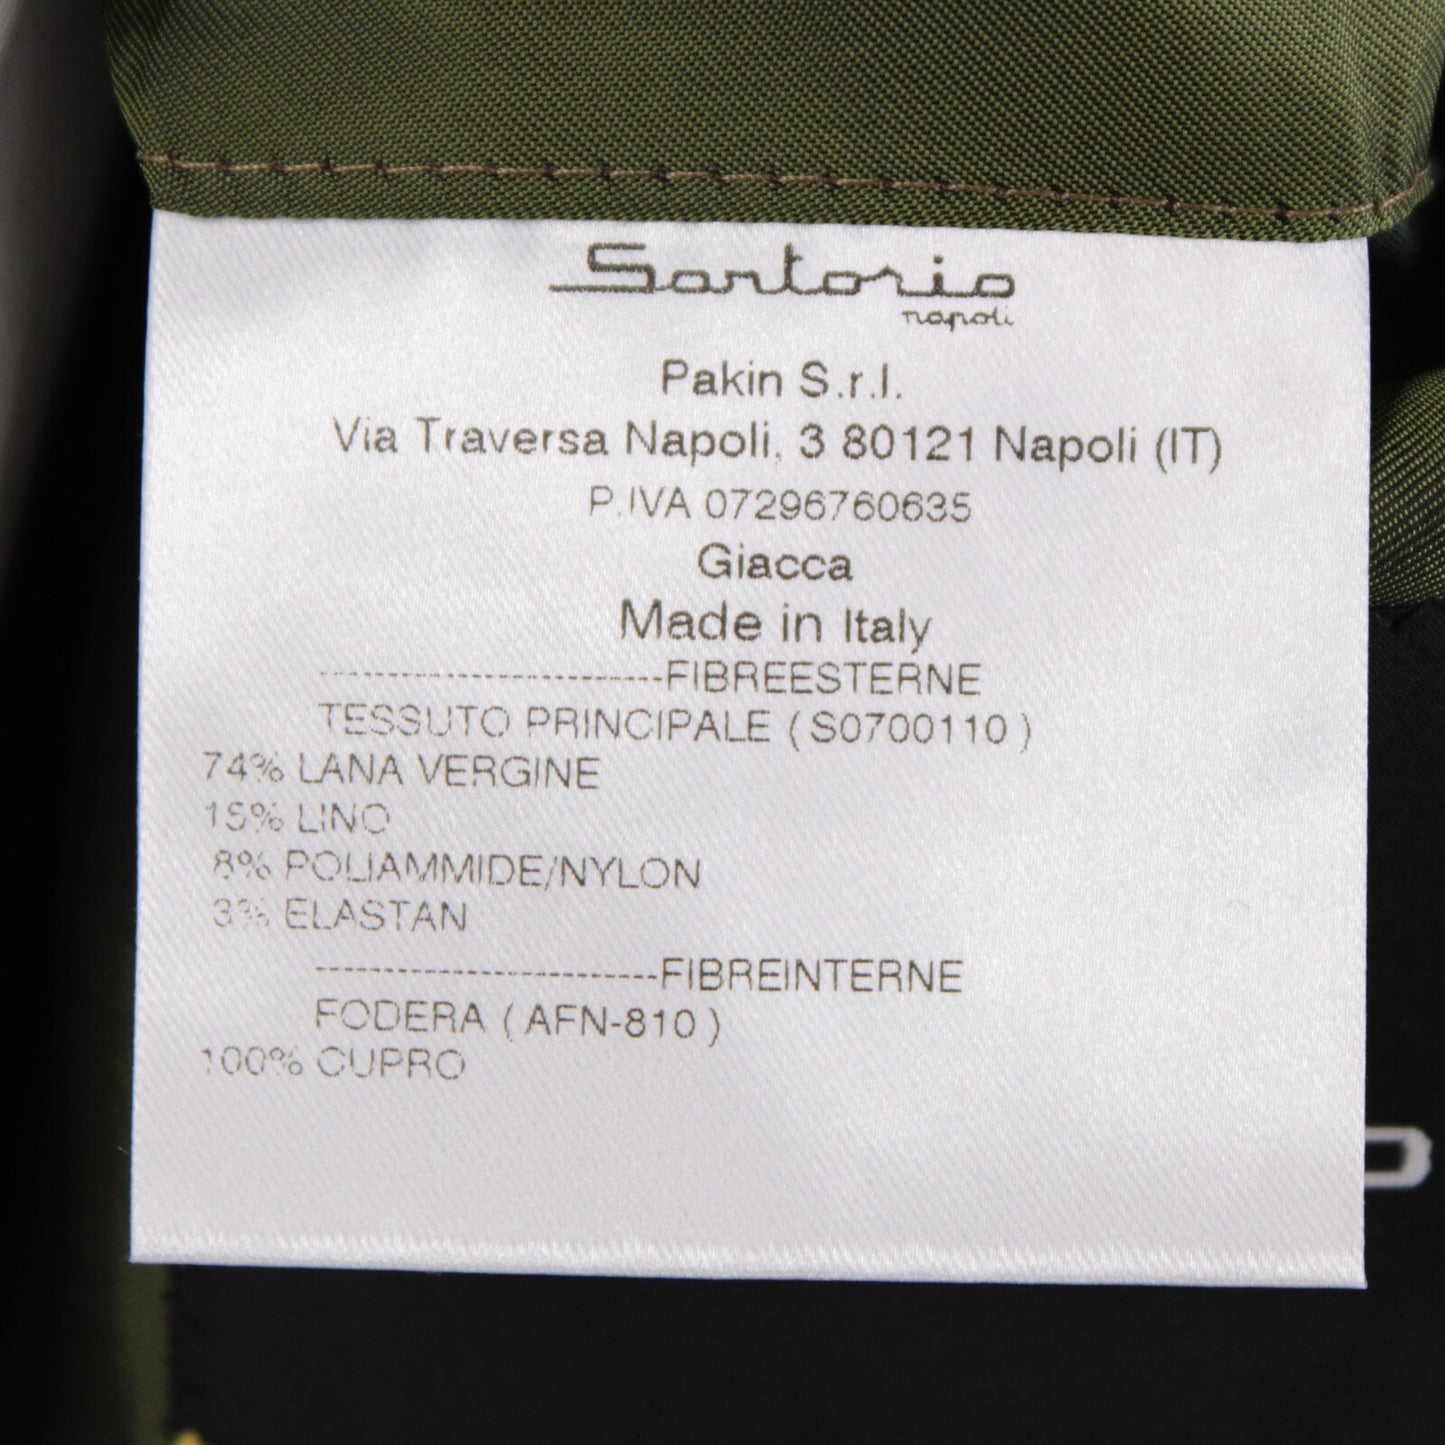 Sartorio
napoli
Pakin S.r.l.
Via Traversa Napoli, 3 80121 Napoli (IT)
P.IVA 07296760635
Giacca
Made in Italy
-------------------------FIBREESTERNE
TESSUTO PRINCIPALE ( S0700110 )
74% LANA VERGINE
15% LINO
8% POLIAMMIDE/NYLON
3% ELASTAN
-------------------------FIBREINTERNE
FODERA ( AFN-810 )
100% CUPRO